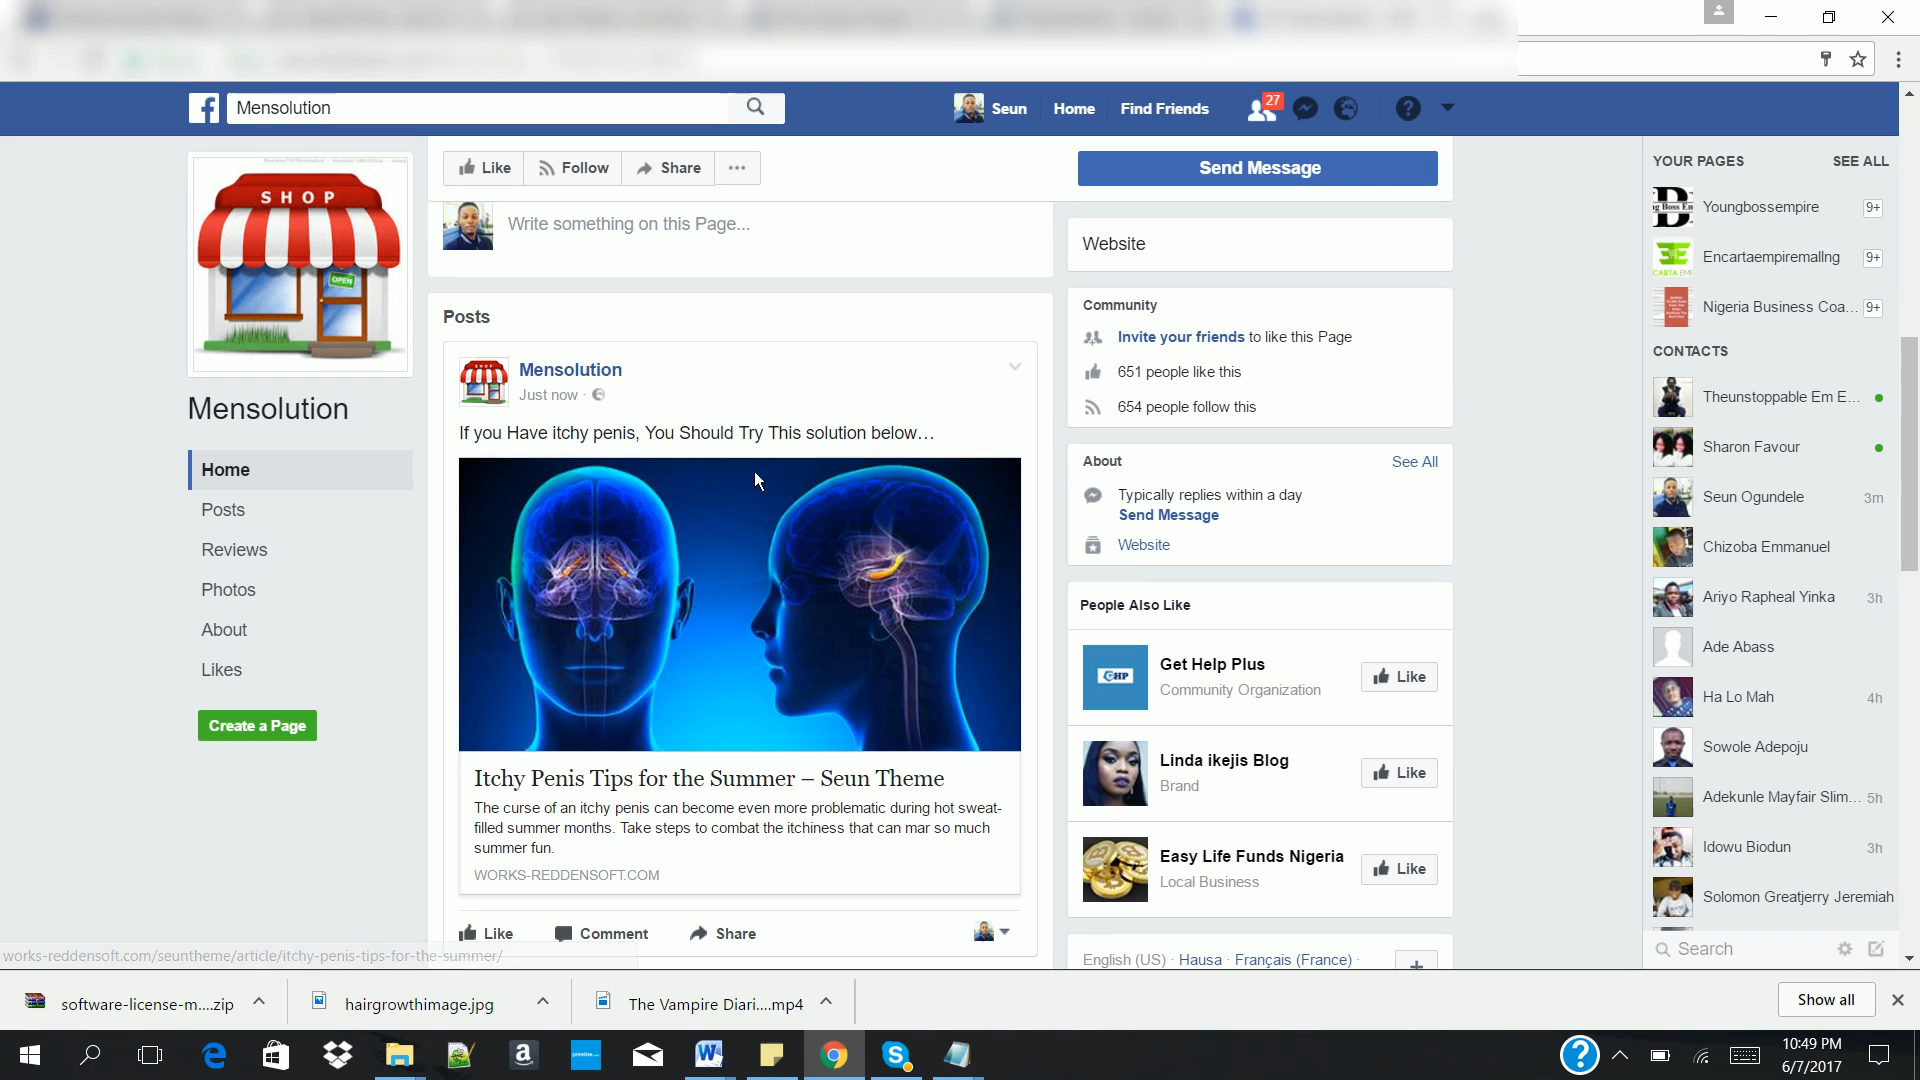 Mensolution
Seun
Home
Find Friends
27
SHOP
OPEN
Mensolution
Home
Posts
Reviews
Photos
About
Likes
Create a Page
Like
Follow
Share
Send Message
Write something on this Page...
Posts
Mensolution
Just now ·
If you Have itchy penis, You Should Try This solution below…
Itchy Penis Tips for the Summer – Seun Theme
The curse of an itchy penis can become even more problematic during hot sweat-
filled summer months. Take steps to combat the itchiness that can mar so much
summer fun.
WORKS-REDDENSOFT.COM
Like
Comment
Share
works-reddensoft.com/seuntheme/article/itchy-penis-tips-for-the-summer/
Website
Community
Invite your friends to like this Page
651 people like this
654 people follow this
About
See All
Typically replies within a day
Send Message
Website
People Also Like
GHP
Get Help Plus
Community Organization
Like
Linda ikejis Blog
Brand
Like
Easy Life Funds Nigeria
Local Business
Like
English (US) · Hausa · Français (France) ·
YOUR PAGES
SEE ALL
Youngbossempire
9+
Encartaempiremallng
9+
Nigeria Business Coa...
9+
CONTACTS
Theunstoppable Em E...
Sharon Favour
Seun Ogundele
3m
Chizoba Emmanuel
Ariyo Rapheal Yinka
3h
Ade Abass
Ha Lo Mah
4h
Sowole Adepoju
Adekunle Mayfair Slim...
5h
Idowu Biodun
3h
Solomon Greatjerry Jeremiah
Search
software-license-m....zip
hairgrowthimage.jpg
The Vampire Diari....mp4
Show all
priceline.com
10:49 PM
6/7/2017